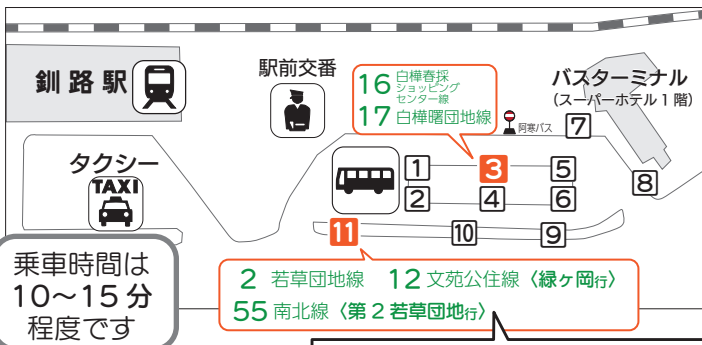 釧路駅
駅前交番
16 白樺春採
ショッピング
センター線
17 白樺曙団地線
バスターミナル
(スーパーホテル1階)
阿寒バス
7
タクシー
TAXI
1
3
5
8
2
4
6
11
10
9
乗車時間は
10〜15分
程度です
2 若草団地線 12 文苑公住線〈緑ヶ岡行〉
55 南北線〈第2若草団地行〉